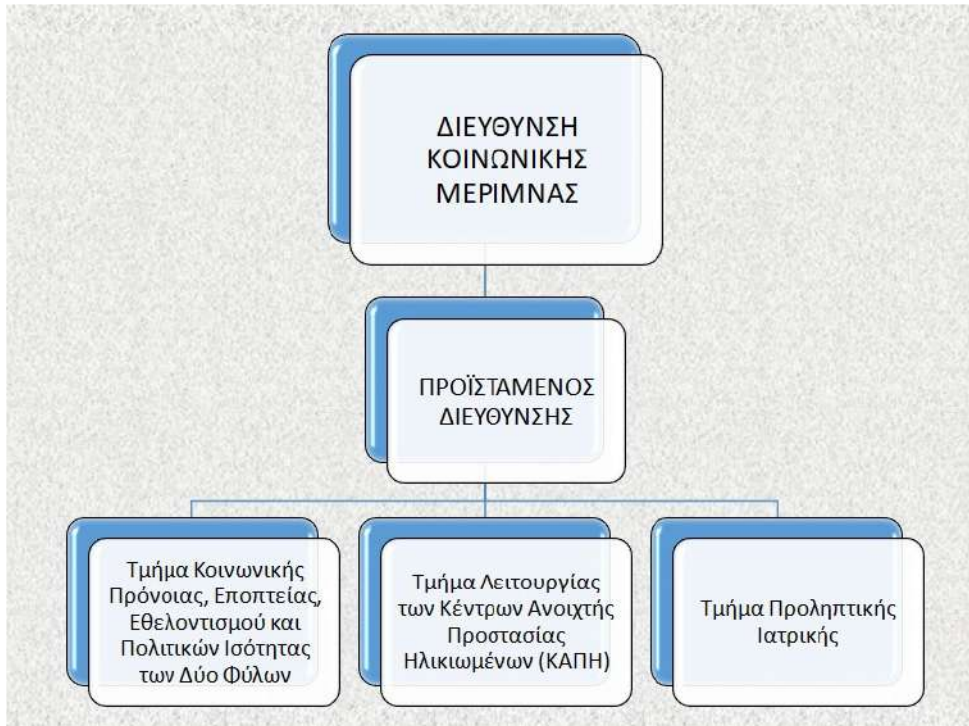 ΔΙΕΥΘΥΝΣΗ
ΚΟΙΝΩΝΙΚΗΣ
ΜΕΡΙΜΝΑΣ
ΠΡΟΪΣΤΑΜΕΝΟΣ
ΔΙΕΥΘΥΝΣΗΣ
Τμήμα Κοινωνικής
Πρόνοιας, Εποπτείας,
Εθελοντισμού και
Πολιτικών Ισότητας
των Δύο Φύλων
Τμήμα Λειτουργίας
των Κέντρων Ανοιχτής
Προστασίας
Ηλικιωμένων (ΚΑΠΗ)
Τμήμα Προληπτικής
Ιατρικής